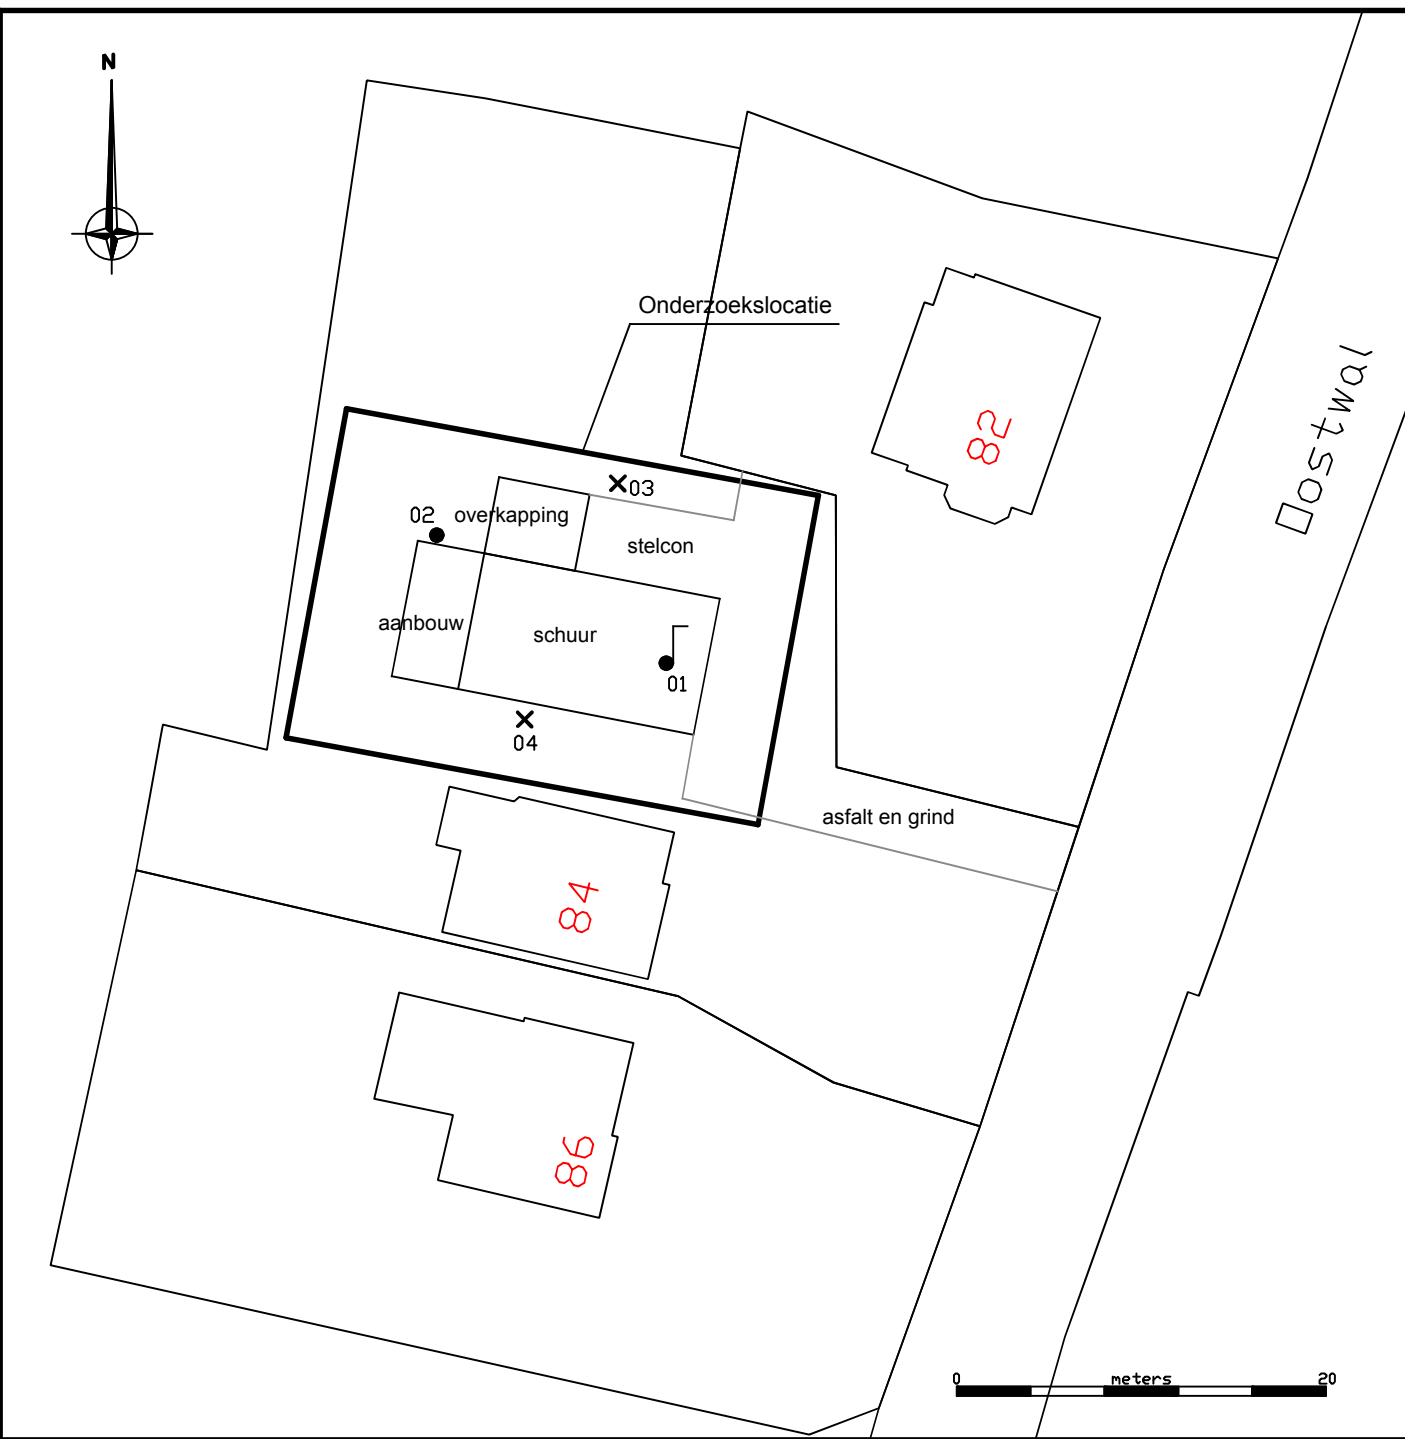 N
Onderzoekslocatie
82
Oostwal
03
02
overkapping
stelcon
aanbouw
schuur
01
04
asfalt en grind
84
86
0 meters 20